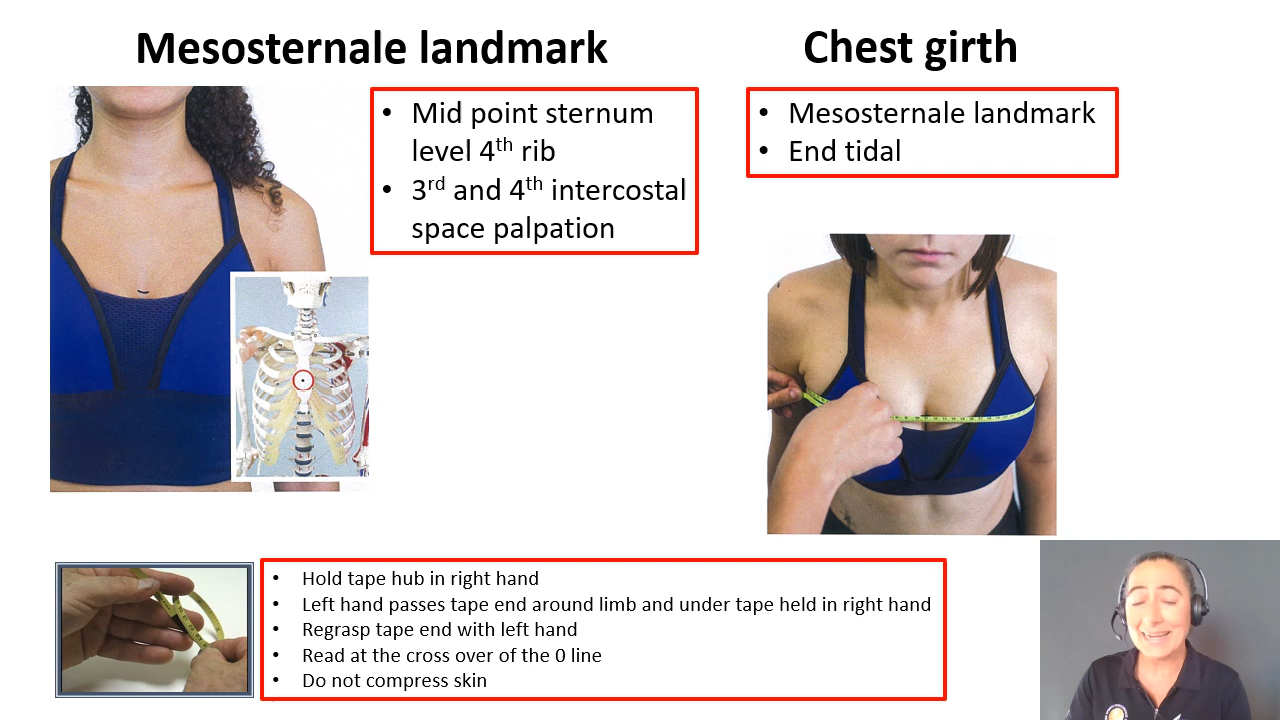 Mesosternale landmark
• Mid point sternum
level 4th rib
• 3rd and 4th intercostal
space palpation
Chest girth
• Mesosternale landmark
• End tidal
• Hold tape hub in right hand
• Left hand passes tape end around limb and under tape held in right hand
• Regrasp tape end with left hand
• Read at the cross over of the 0 line
• Do not compress skin